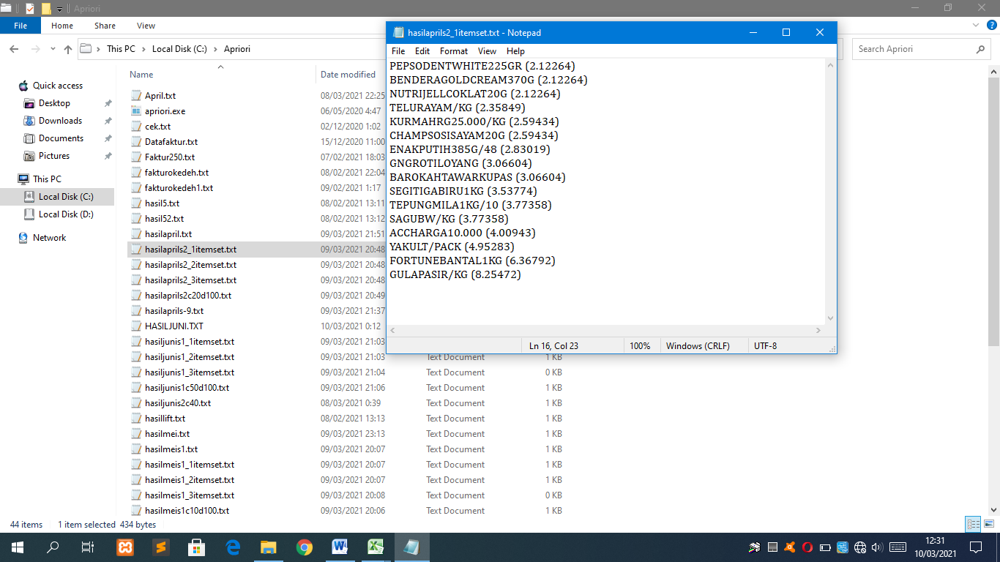 Apriori
File Home Share View
This PC Local Disk (C:) Apriori
Search Apriori
Quick access
Desktop
Downloads
Documents
Pictures
This PC
Local Disk (C:)
Local Disk (D:)
Network
Name Date modified
April.txt 08/03/2021 22:25
apriori.exe 06/05/2020 4:47
cek.txt 02/12/2020 1:02
Datafaktur.txt 15/12/2020 11:00
Faktur250.txt 07/02/2021 18:03
fakturokedeh.txt 08/02/2021 22:04
fakturokedeh1.txt 09/02/2021 1:17
hasil5.txt 08/02/2021 13:11
hasil52.txt 08/02/2021 13:12
hasilapril.txt 09/03/2021 21:51
hasilaprils2_1itemset.txt 09/03/2021 20:48
hasilaprils2_2itemset.txt 09/03/2021 20:48
hasilaprils2_3itemset.txt 09/03/2021 20:48
hasilaprils2c20d100.txt 09/03/2021 20:49
hasilaprils-9.txt 09/03/2021 21:37
HASILJUNI.TXT 10/03/2021 0:12
hasiljunis1_1itemset.txt 09/03/2021 21:03
hasiljunis1_2itemset.txt 09/03/2021 21:03 Text Document 1 KB
hasiljunis1_3itemset.txt 09/03/2021 21:04 Text Document 0 KB
hasiljunis1c50d100.txt 09/03/2021 21:06 Text Document 1 KB
hasiljunis2c40.txt 08/03/2021 0:39 Text Document 1 KB
hasillift.txt 08/02/2021 13:13 Text Document 1 KB
hasilmei.txt 09/03/2021 23:13 Text Document 1 KB
hasilmeis1.txt 09/03/2021 20:07 Text Document 1 KB
hasilmeis1_1itemset.txt 09/03/2021 20:07 Text Document 1 KB
hasilmeis1_2itemset.txt 09/03/2021 20:07 Text Document 1 KB
hasilmeis1_3itemset.txt 09/03/2021 20:08 Text Document 0 KB
hasilmeis1c10d100.txt 09/03/2021 20:06 Text Document 1 KB
hasilaprils2_1itemset.txt - Notepad
File Edit Format View Help
PEPSODENTWHITE225GR (2.12264)
BENDERAGOLDCREAM370G (2.12264)
NUTRIJELLCOKLAT20G (2.12264)
TELURAYAM/KG (2.35849)
KURMAHRG25.000/KG (2.59434)
CHAMPSOSISAYAM20G (2.59434)
ENAKPUTIH385G/48 (2.83019)
GNGROTILOYANG (3.06604)
BAROKAHTAWARKUPAS (3.06604)
SEGITIGABIRU1KG (3.53774)
TEPUNGMILA1KG/10 (3.77358)
SAGUBW/KG (3.77358)
ACCHARGA10.000 (4.00943)
YAKULT/PACK (4.95283)
FORTUNEBANTAL1KG (6.36792)
GULAPASIR/KG (8.25472)
Ln 16, Col 23 100% Windows (CRLF) UTF-8
44 items 1 item selected 434 bytes
12:31
10/03/2021